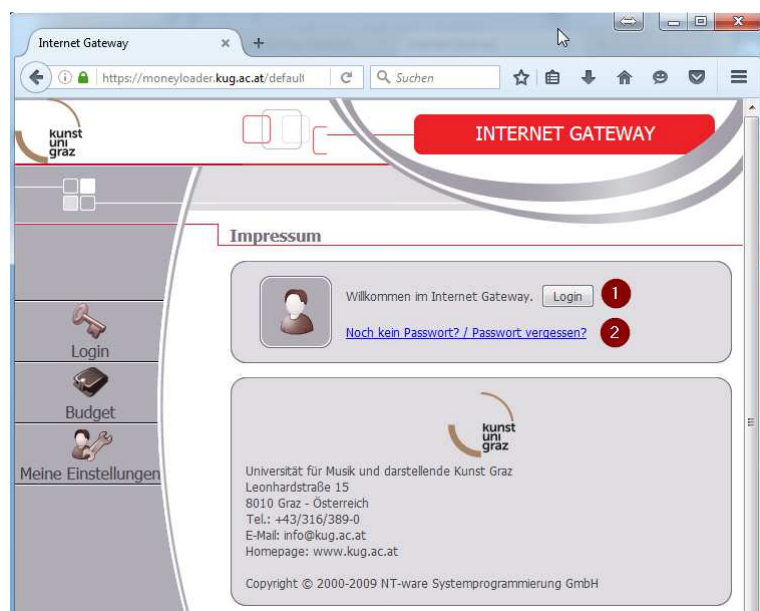 Internet Gateway
https://moneyloader.kug.ac.at/default
Suchen
kunst
uni
graz
INTERNET GATEWAY
Impressum
Willkommen im Internet Gateway. Login 1
Noch kein Passwort? / Passwort vergessen? 2
Login
Budget
Meine Einstellungen
kunst
uni
graz
Universität für Musik und darstellende Kunst Graz
Leonhardstraße 15
8010 Graz - Österreich
Tel.: +43/316/389-0
E-Mail: info@kug.ac.at
Homepage: www.kug.ac.at
Copyright © 2000-2009 NT-ware Systemprogrammierung GmbH